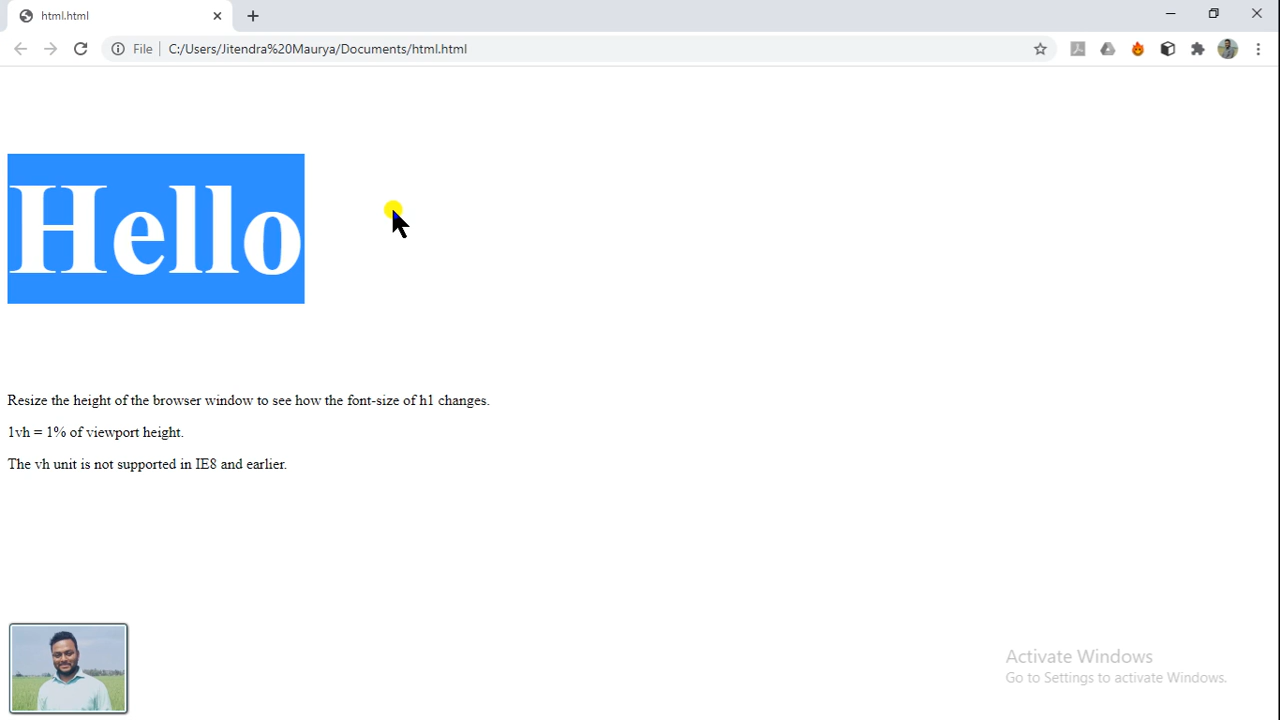 html.html
File
C:/Users/Jitendra%20Maurya/Documents/html.html
Hello
Resize the height of the browser window to see how the font-size of h1 changes.
1vh = 1% of viewport height.
The vh unit is not supported in IE8 and earlier.
Activate Windows
Go to Settings to activate Windows.